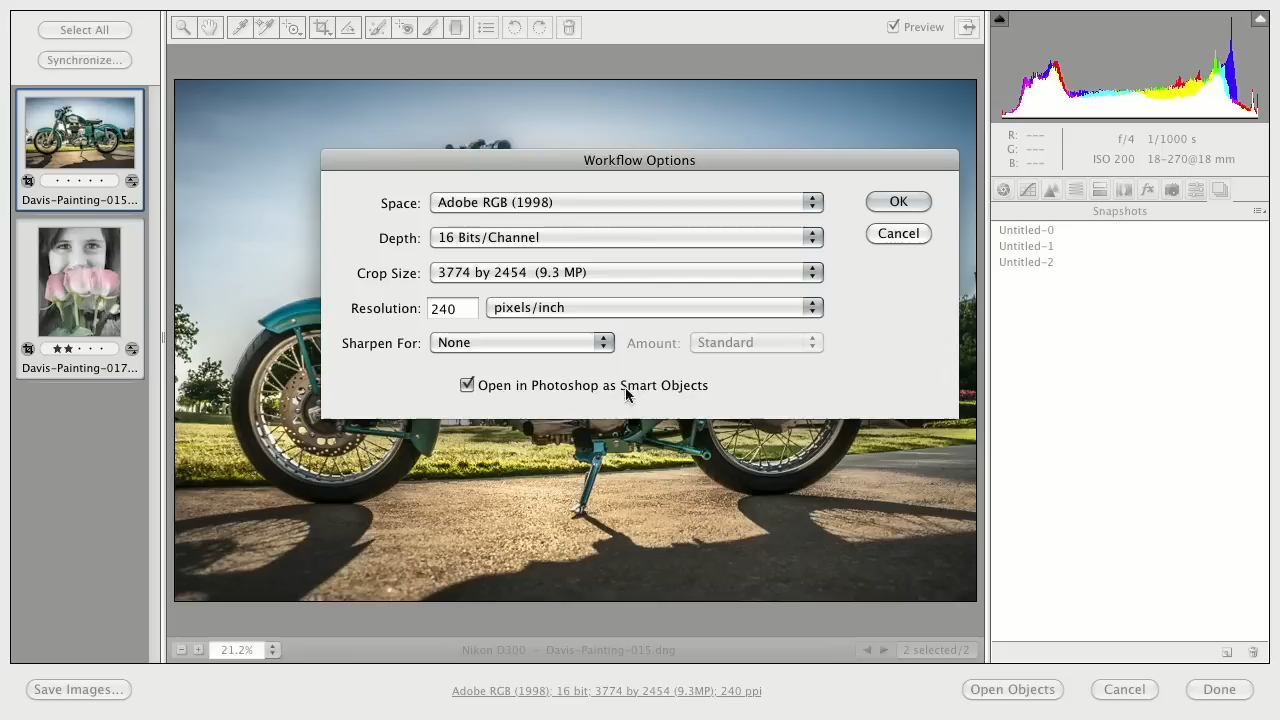 Select All
Synchronize...
Preview
Davis-Painting-015...
Davis-Painting-017...
Workflow Options
Space: Adobe RGB (1998)
OK
Depth: 16 Bits/Channel
Cancel
Crop Size: 3774 by 2454 (9.3 MP)
Resolution: 240 pixels/inch
Sharpen For: None Amount: Standard
Open in Photoshop as Smart Objects
R: ---
G: ---
B: ---
f/4 1/1000 s
ISO 200 18-270@18 mm
fx
Snapshots
Untitled-0
Untitled-1
Untitled-2
21.2%
Nikon D300 - Davis-Painting-015.dng
2 selected/2
Save Images...
Adobe RGB (1998); 16 bit; 3774 by 2454 (9.3MP); 240 ppi
Open Objects
Cancel
Done